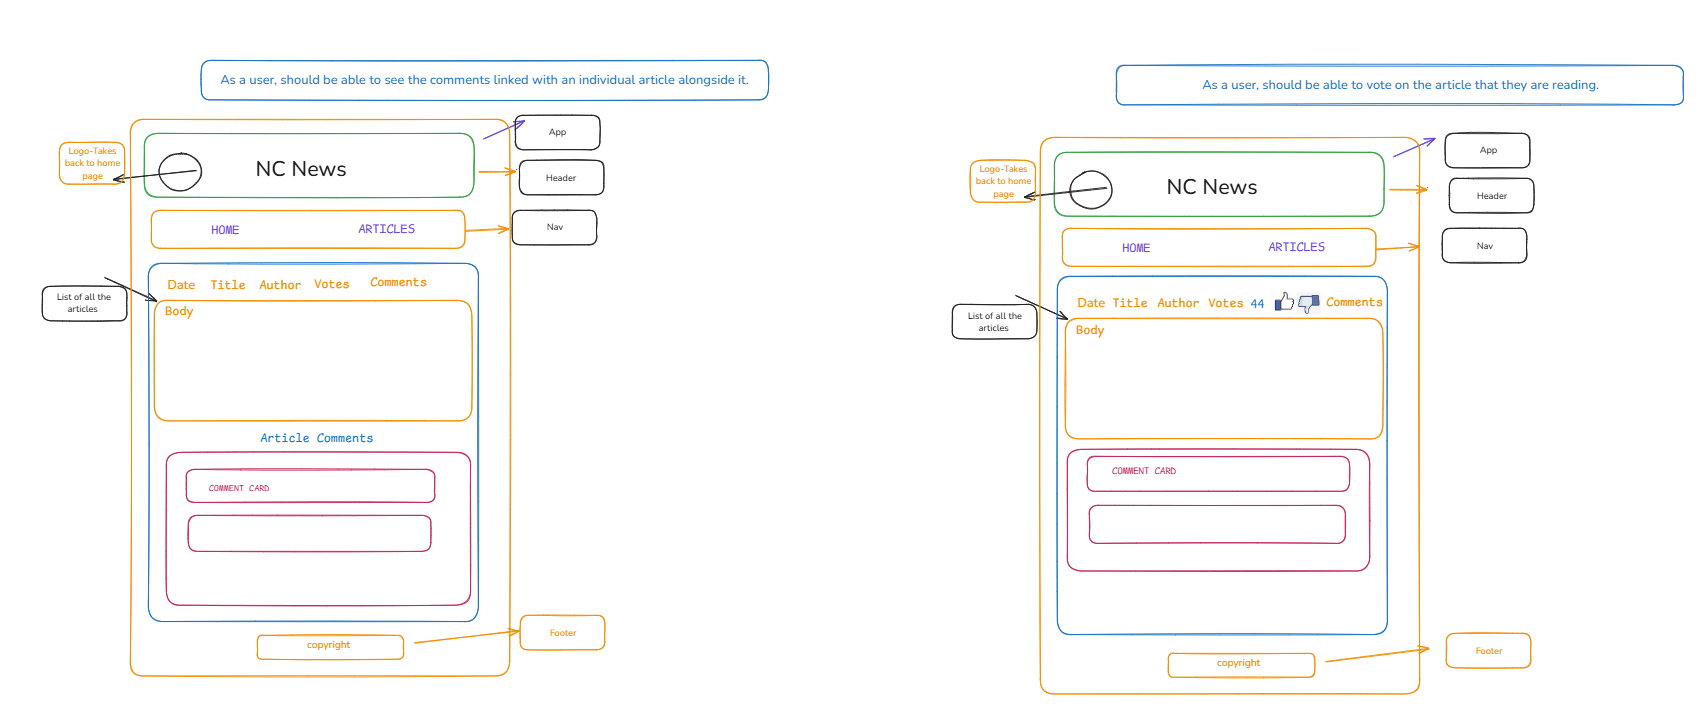 As a user, should be able to see the comments linked with an individual article alongside it.
App
Logo-Takes
back to home
page
NC News
Header
HOME
ARTICLES
Nav
Date Title Author Votes Comments
List of all the
articles
Body
Article Comments
COMMENT CARD
copyright
Footer
As a user, should be able to vote on the article that they are reading.
App
Logo-Takes
back to home
page
NC News
Header
HOME
ARTICLES
Nav
Date Title Author Votes 44 Comments
List of all the
articles
Body
COMMENT CARD
copyright
Footer